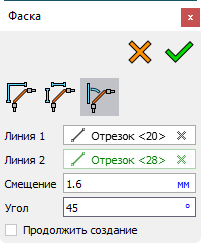 Фаска
Линия 1 Отрезок <20>
Линия 2 Отрезок <28>
Смещение 1.6 мм
Угол 45 °
Продолжить создание